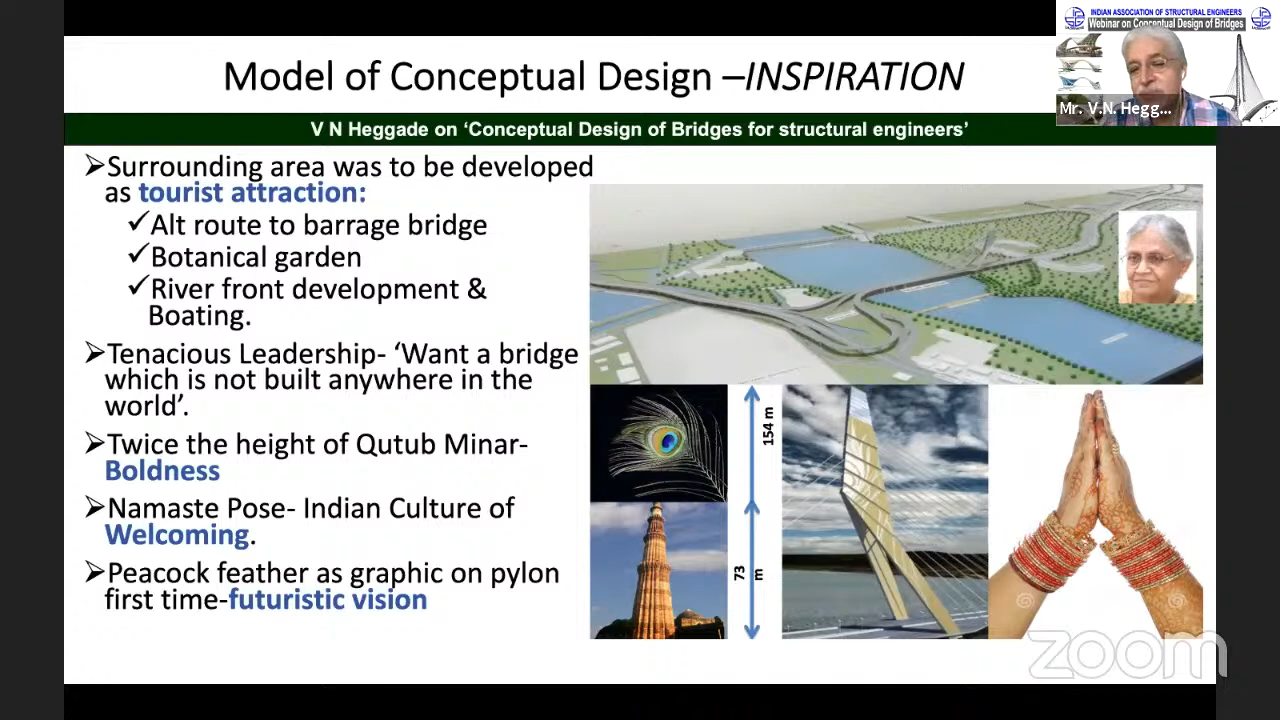 INDIAN ASSOCIATION OF STRUCTURAL ENGINEERS
Webinar on Conceptual Design of Bridges
Mr. V.N. Hegg...
Model of Conceptual Design –INSPIRATION
V N Heggade on ‘Conceptual Design of Bridges for structural engineers’
➢Surrounding area was to be developed
as tourist attraction:
✓Alt route to barrage bridge
✓Botanical garden
✓River front development &
Boating.
➢Tenacious Leadership- ‘Want a bridge
which is not built anywhere in the
world’.
➢Twice the height of Qutub Minar-
Boldness
➢Namaste Pose- Indian Culture of
Welcoming.
➢Peacock feather as graphic on pylon
first time-futuristic vision
154 m
73
m
zoom